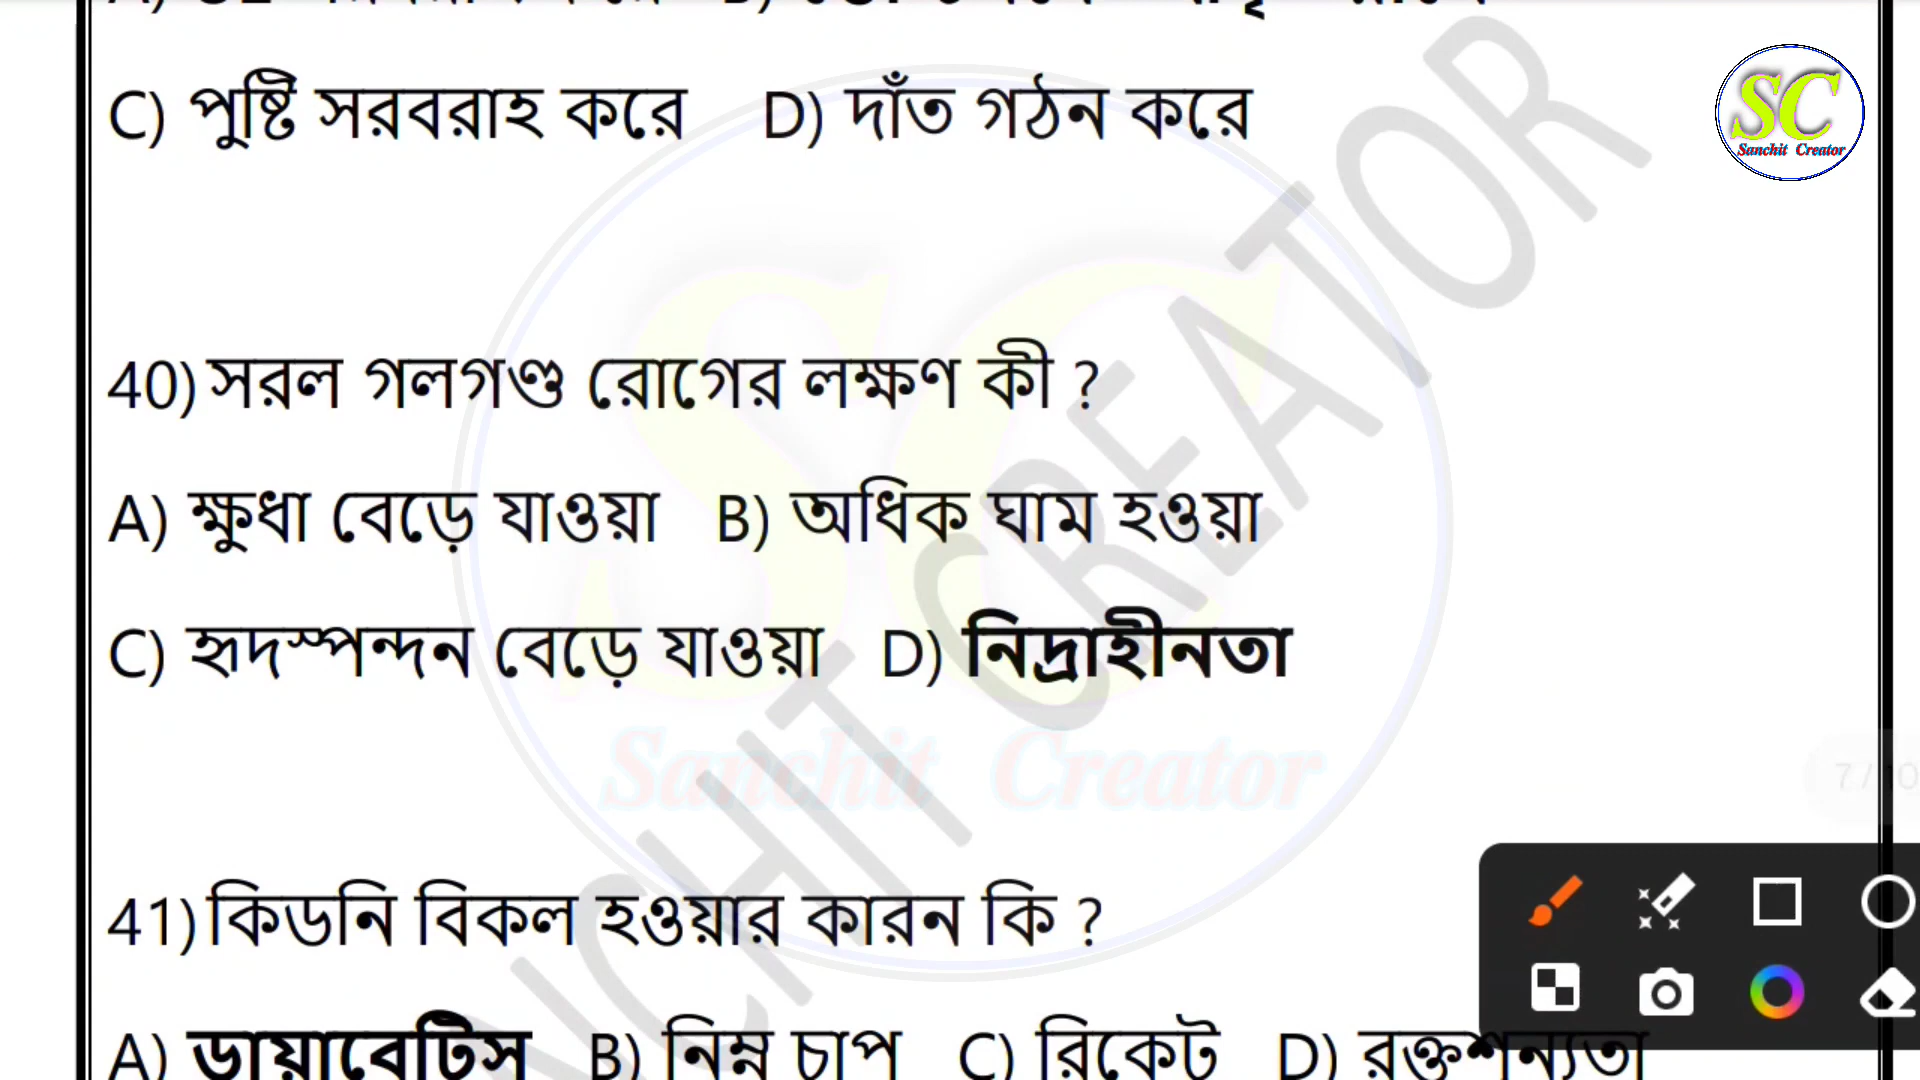 C) পুষ্টি সরবরাহ করে D) দাঁত গঠন করে
SC
Sanchit Creator
40) সরল গলগণ্ড রোগের লক্ষণ কী ?
A) ক্ষুধা বেড়ে যাওয়া B) অধিক ঘাম হওয়া
C) হৃদস্পন্দন বেড়ে যাওয়া D) নিদ্রাহীনতা
SC
Sanchit Creator
CREATOR
41) কিডনি বিকল হওয়ার কারন কি ?
A) ডায়াবেটিস B) নিম্ন চাপ C) রিকেট D) রক্তশূন্যতা